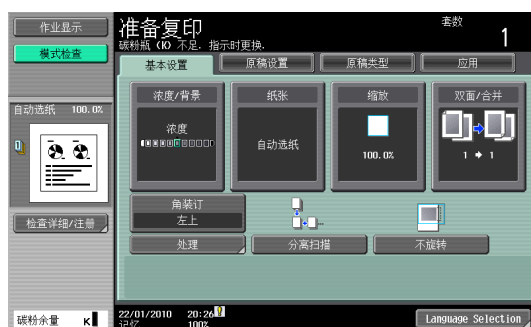 作业显示
准备复印
套数
1
碳粉瓶 (K) 不足. 指示时更换.
模式检查
基本设置
原稿设置
原稿类型
应用
自动选纸 100.0%
浓度/背景
纸张
缩放
双面/合并
浓度
自动选纸
100.0%
1 ➧ 1
角装订
左上
检查详细/注册
处理
分离扫描
不旋转
碳粉余量 K
22/01/2010 20:26
记忆 100%
Language Selection